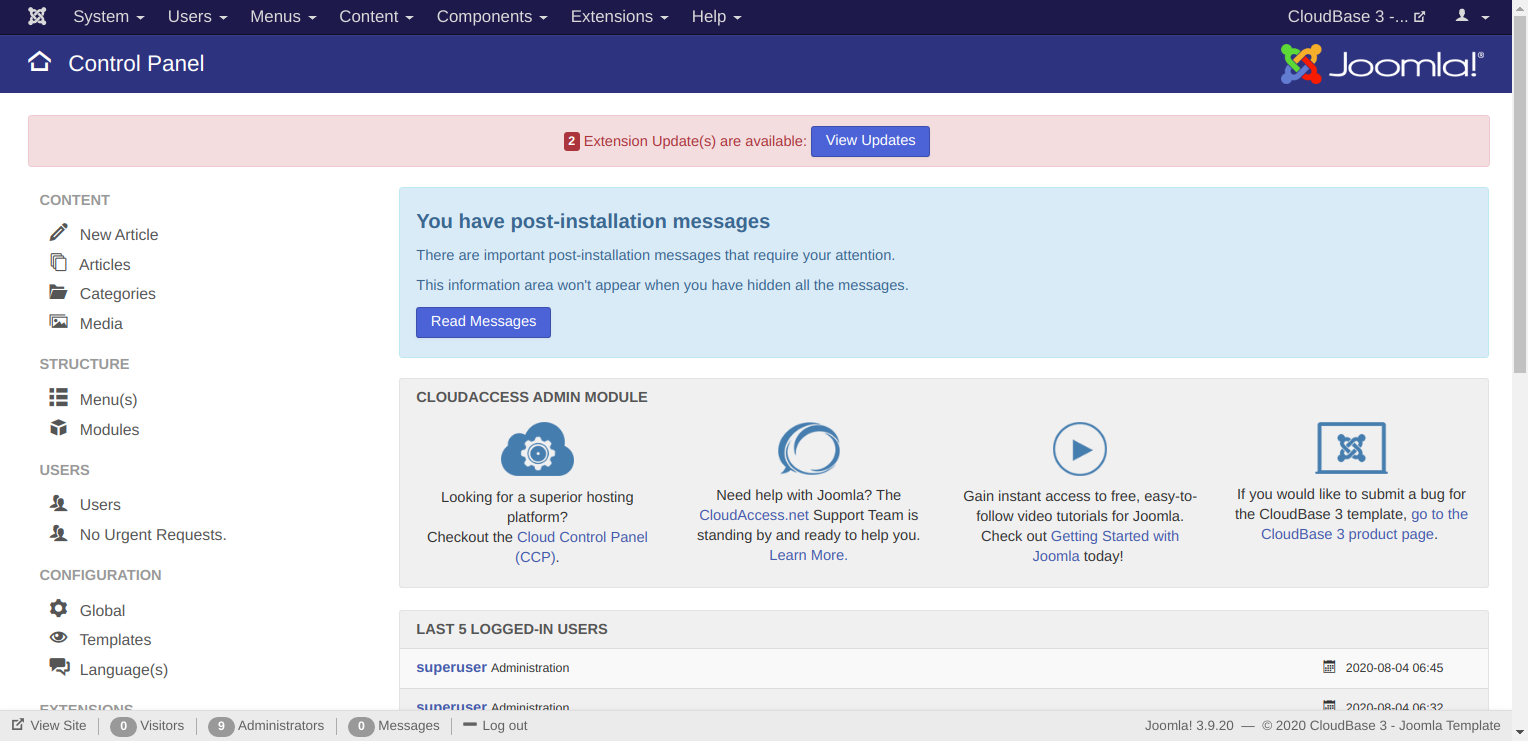 System Users Menus Content Components Extensions Help CloudBase 3 -...
Control Panel Joomla!®
2 Extension Update(s) are available: View Updates
CONTENT
New Article
Articles
Categories
Media
STRUCTURE
Menu(s)
Modules
USERS
Users
No Urgent Requests.
CONFIGURATION
Global
Templates
Language(s)
EXTENSIONS
You have post-installation messages
There are important post-installation messages that require your attention.
This information area won't appear when you have hidden all the messages.
Read Messages
CLOUDACCESS ADMIN MODULE
Looking for a superior hosting
platform?
Checkout the Cloud Control Panel
(CCP).
Need help with Joomla? The
CloudAccess.net Support Team is
standing by and ready to help you.
Learn More.
Gain instant access to free, easy-to-
follow video tutorials for Joomla.
Check out Getting Started with
Joomla today!
If you would like to submit a bug for
the CloudBase 3 template, go to the
CloudBase 3 product page.
LAST 5 LOGGED-IN USERS
superuser Administration 2020-08-04 06:45
superuser Administration 2020-08-04 06:32
View Site 0 Visitors 9 Administrators 0 Messages Log out Joomla! 3.9.20 — © 2020 CloudBase 3 - Joomla Template